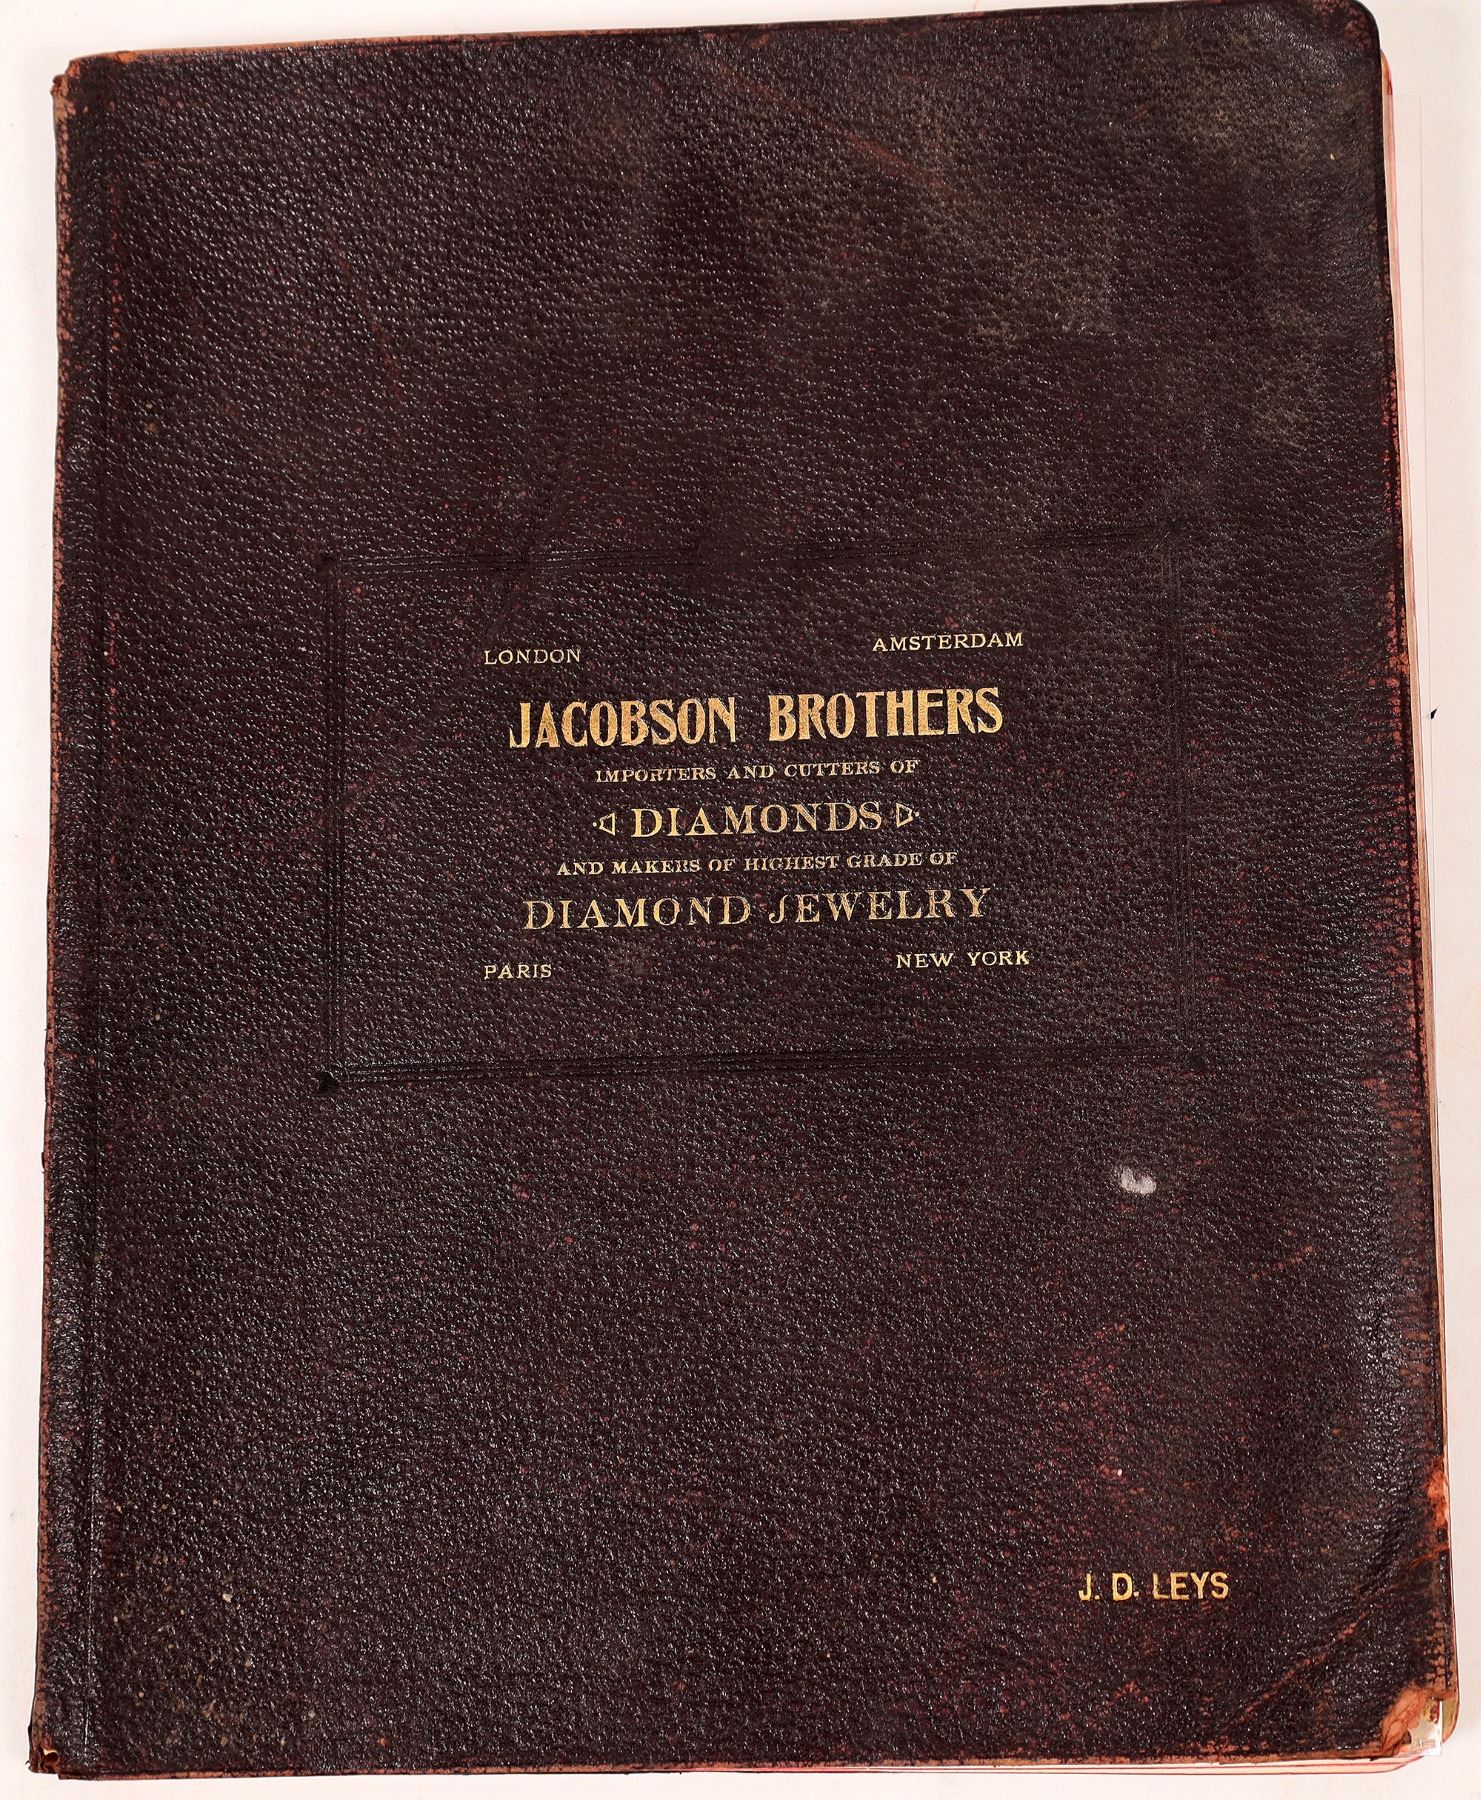 LONDON AMSTERDAM
JACOBSON BROTHERS
IMPORTERS AND CUTTERS OF
DIAMONDS
AND MAKERS OF HIGHEST GRADE OF
DIAMOND JEWELRY
PARIS NEW YORK
J. D. LEYS